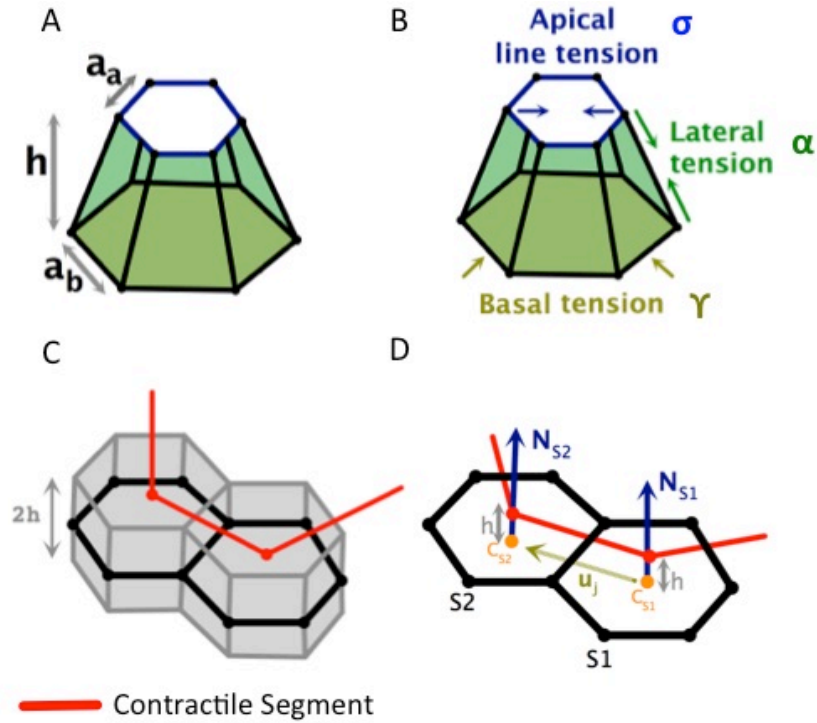 A
a_a
h
a_b
B
Apical
line tension σ
Lateral
tension α
Basal tension ϒ
C
2h
D
N_S2
N_S1
h
C_S2
u_j
C_S1
h
S2
S1
Contractile Segment